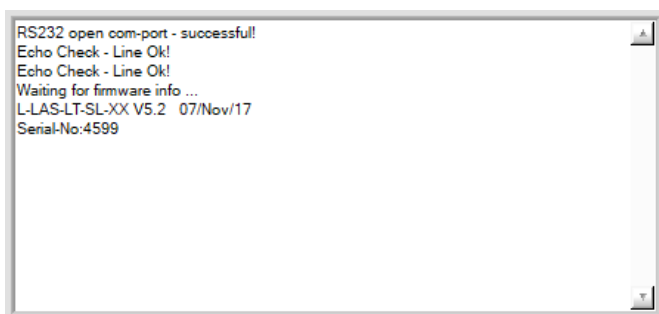 RS232 open com-port - successful!
Echo Check - Line Ok!
Echo Check - Line Ok!
Waiting for firmware info ...
L-LAS-LT-SL-XX V5.2   07/Nov/17
Serial-No:4599